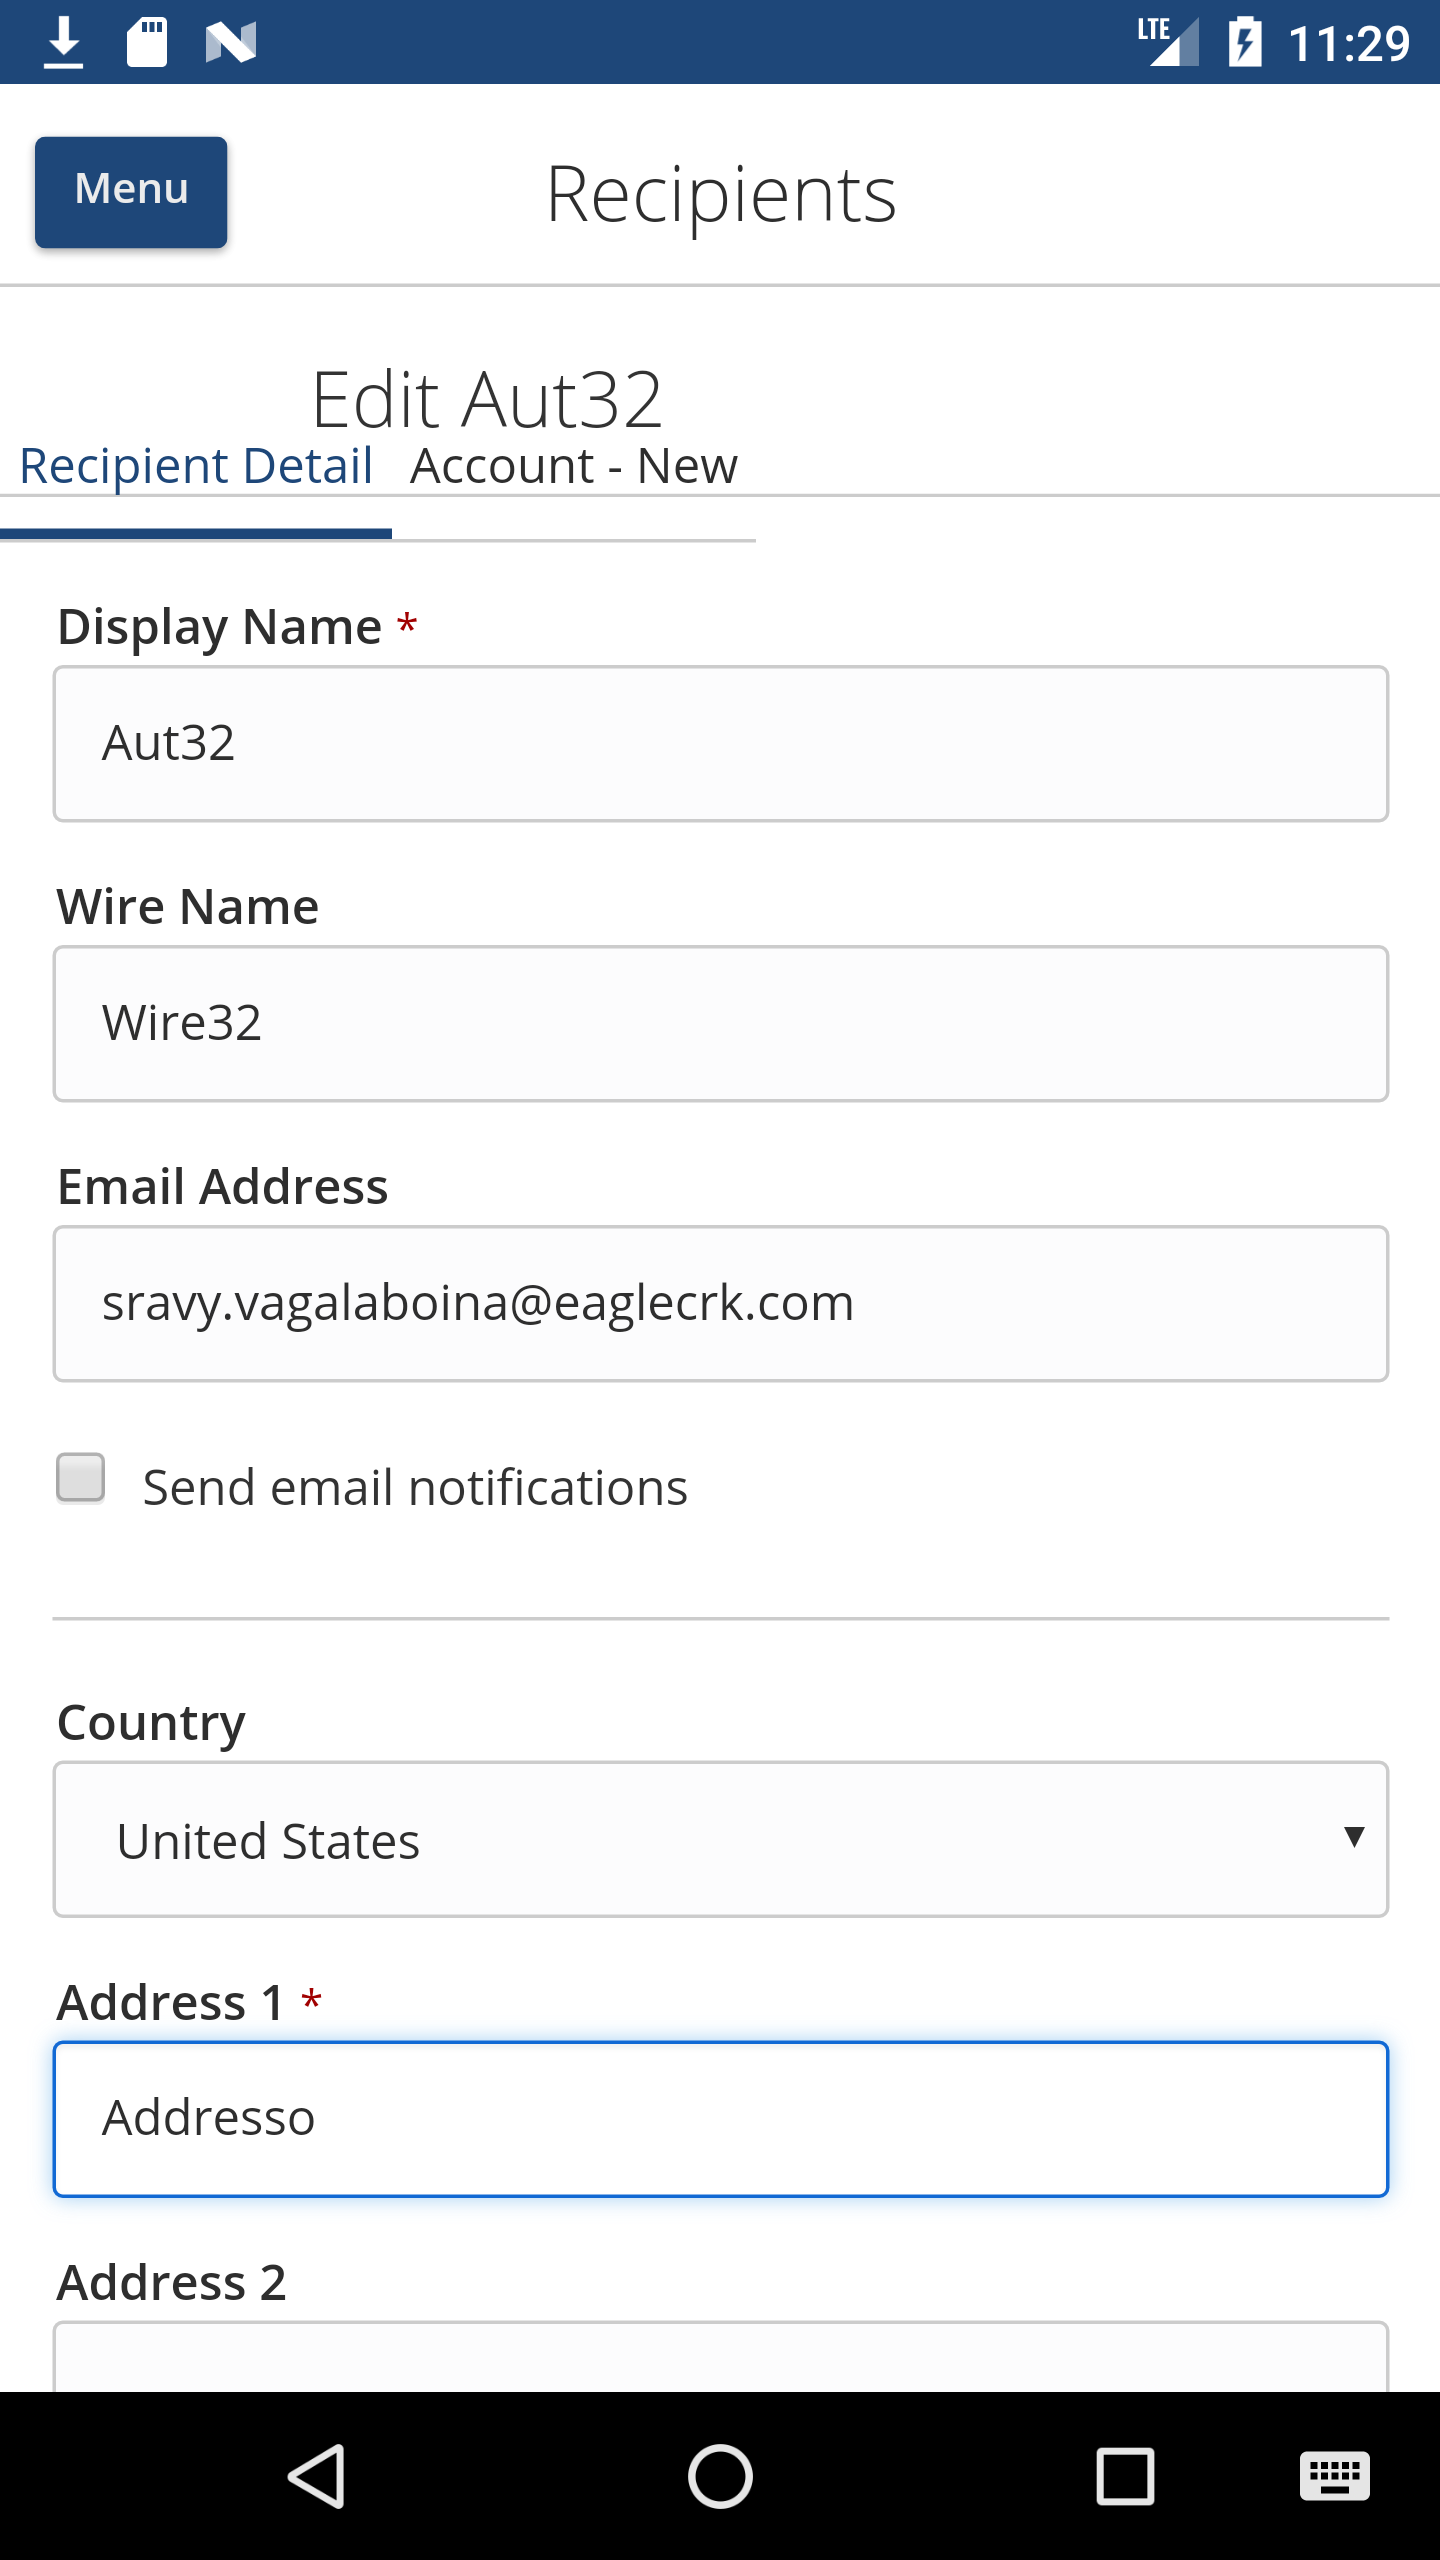 LTE 11:29
Menu
Recipients
Edit Aut32
Recipient Detail Account - New
Display Name *
Aut32
Wire Name
Wire32
Email Address
sravy.vagalaboina@eaglecrk.com
Send email notifications
Country
United States
Address 1 *
Addresso
Address 2